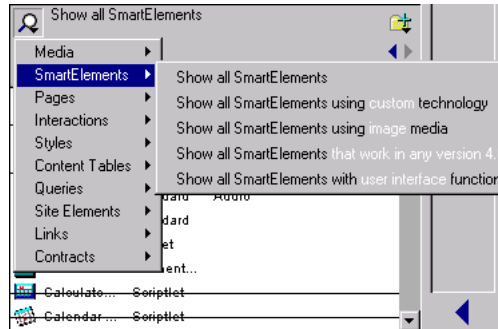 Show all SmartElements
Media
SmartElements
Pages
Interactions
Styles
Content Tables
Queries
Site Elements
Links
Contracts
Show all SmartElements
Show all SmartElements using custom technology
Show all SmartElements using image media
Show all SmartElements that work in any version 4.
Show all SmartElements with user interface function
dard Audio
dard
et
ent...
Calculato... Scriptlet
Calendar ... Scriptlet